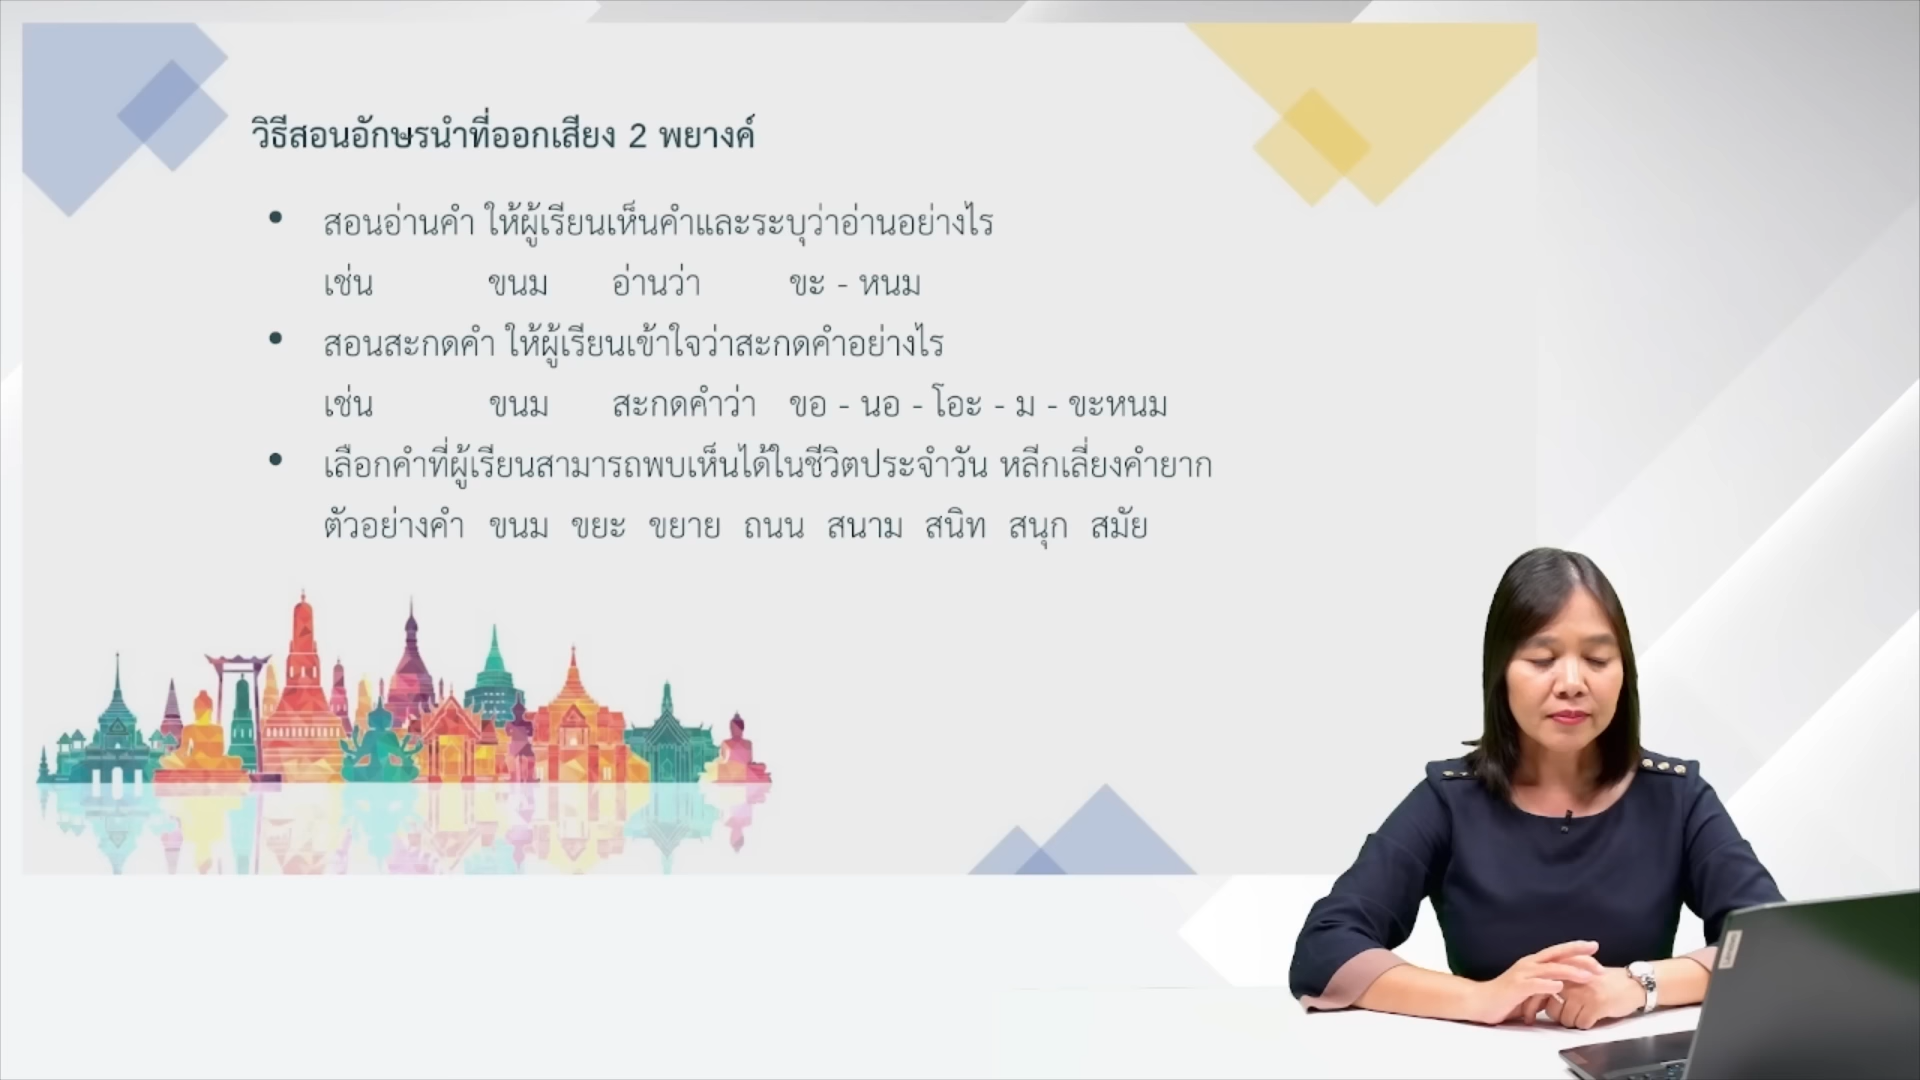 วิธีสอนอักษรนำที่ออกเสียง 2 พยางค์
• สอนอ่านคำ ให้ผู้เรียนเห็นคำและระบุว่าอ่านอย่างไร
เช่น ขนม อ่านว่า ขะ - หนม
• สอนสะกดคำ ให้ผู้เรียนเข้าใจว่าสะกดคำอย่างไร
เช่น ขนม สะกดคำว่า ขอ - นอ - โอะ - ม - ขะหนม
• เลือกคำที่ผู้เรียนสามารถพบเห็นได้ในชีวิตประจำวัน หลีกเลี่ยงคำยาก
ตัวอย่างคำ ขนม ขยะ ขยาย ถนน สนาม สนิท สนุก สมัย
Lenovo